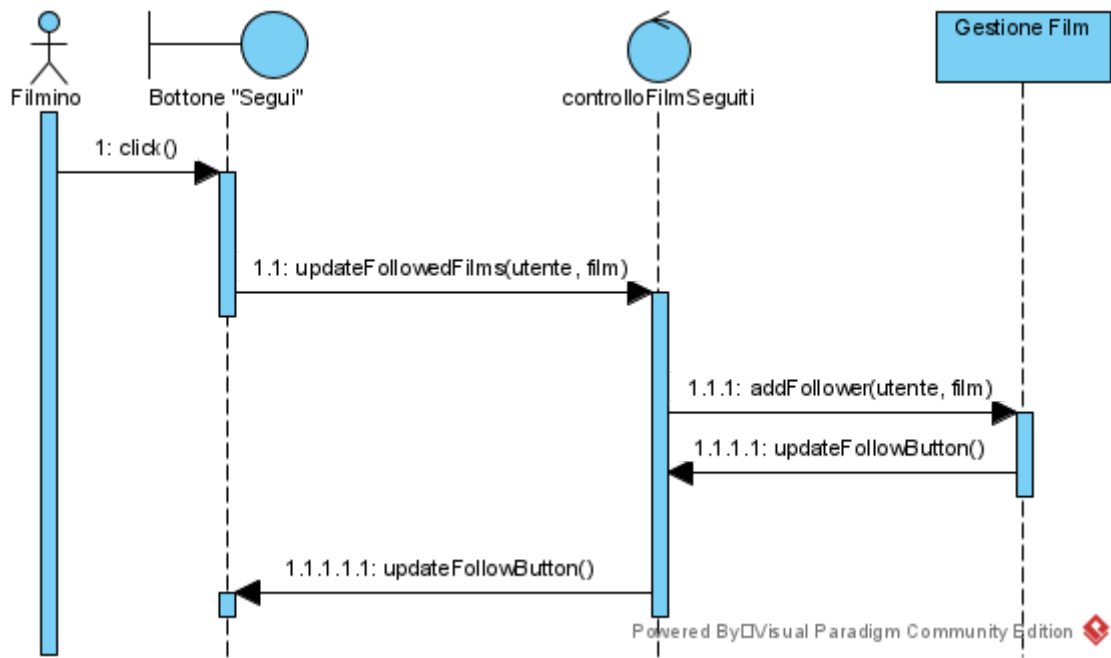 Gestione Film
Filmino
Bottone "Segui"
controlloFilmSeguiti
1: click()
1.1: updateFollowedFilms(utente, film)
1.1.1: addFollower(utente, film)
1.1.1.1: updateFollowButton()
1.1.1.1.1: updateFollowButton()
Powered By□Visual Paradigm Community Edition